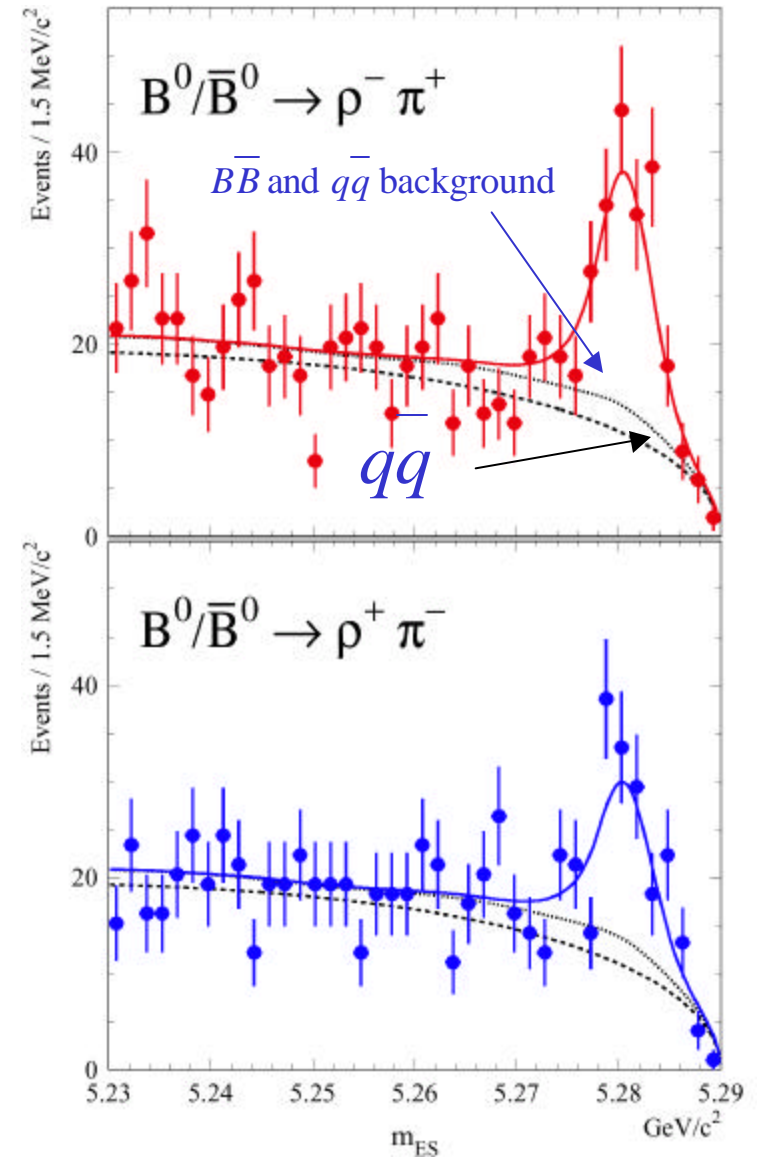 Events / 1.5 MeV/c²
B⁰/B̅⁰ → ρ⁻ π⁺
BB̅ and qq̅ background
qq̅
40
20
0
Events / 1.5 MeV/c²
B⁰/B̅⁰ → ρ⁺ π⁻
40
20
0
5.23 5.24 5.25 5.26 5.27 5.28 5.29
GeV/c²
m_ES